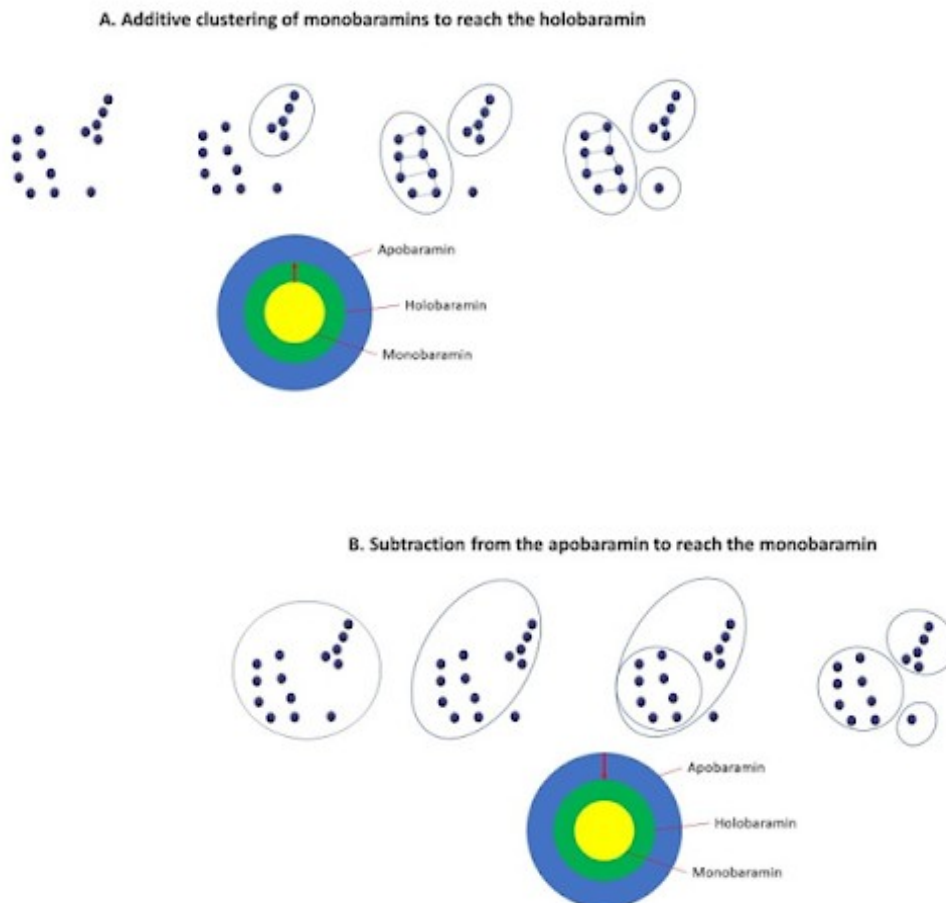 A. Additive clustering of monobaramins to reach the holobaramin
Apobaramin
Holobaramin
Monobaramin
B. Subtraction from the apobaramin to reach the monobaramin
Apobaramin
Holobaramin
Monobaramin